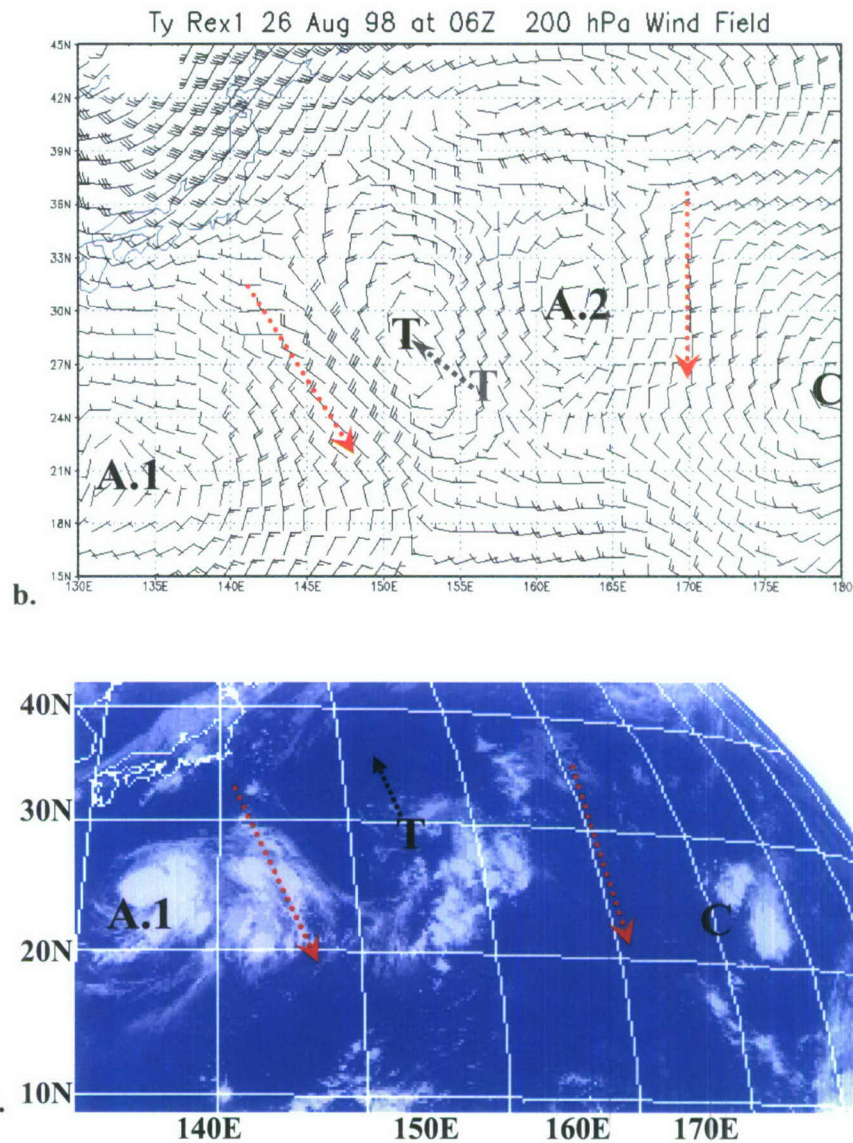 Ty Rex1 26 Aug 98 at 06Z 200 hPa Wind Field
45N
42N
39N
36N
33N
30N
27N
24N
21N
18N
15N
A.2
T
T
C
A.1
130E 135E 140E 145E 150E 155E 160E 165E 170E 175E 180
b.
40N
30N
20N
10N
T
A.1
C
.
140E 150E 160E 170E